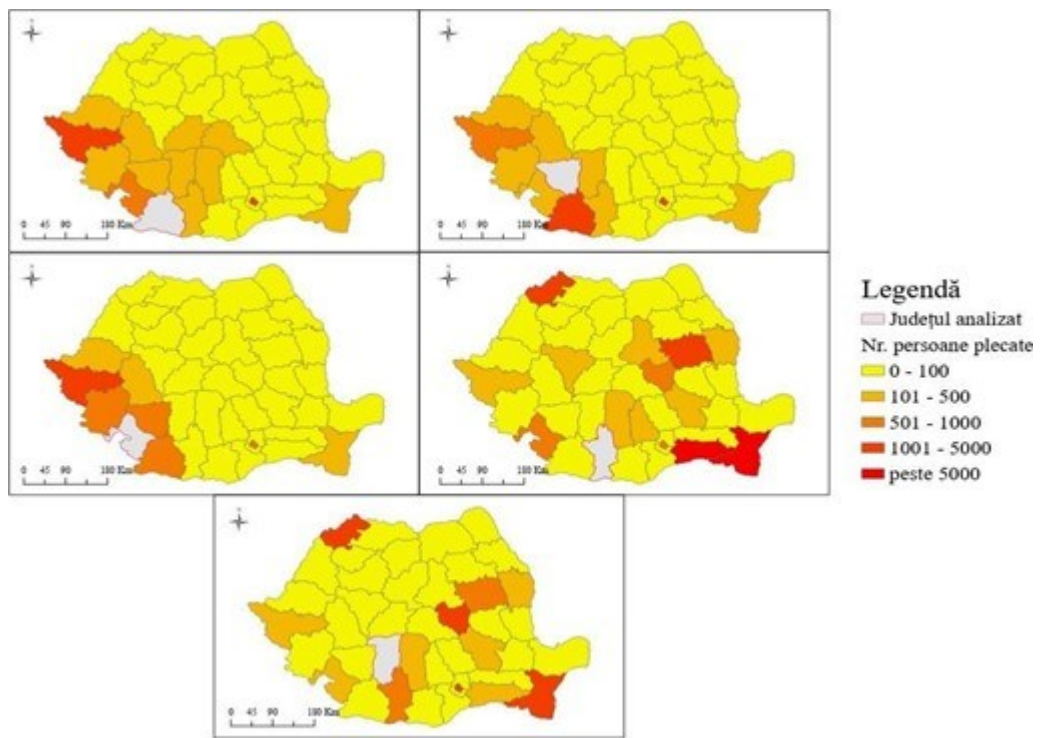 0 45 90 180 Km
0 45 90 180 Km
0 45 90 180 Km
0 45 90 180 Km
0 45 90 180 Km
Legendă
Județul analizat
Nr. persoane plecate
0 - 100
101 - 500
501 - 1000
1001 - 5000
peste 5000